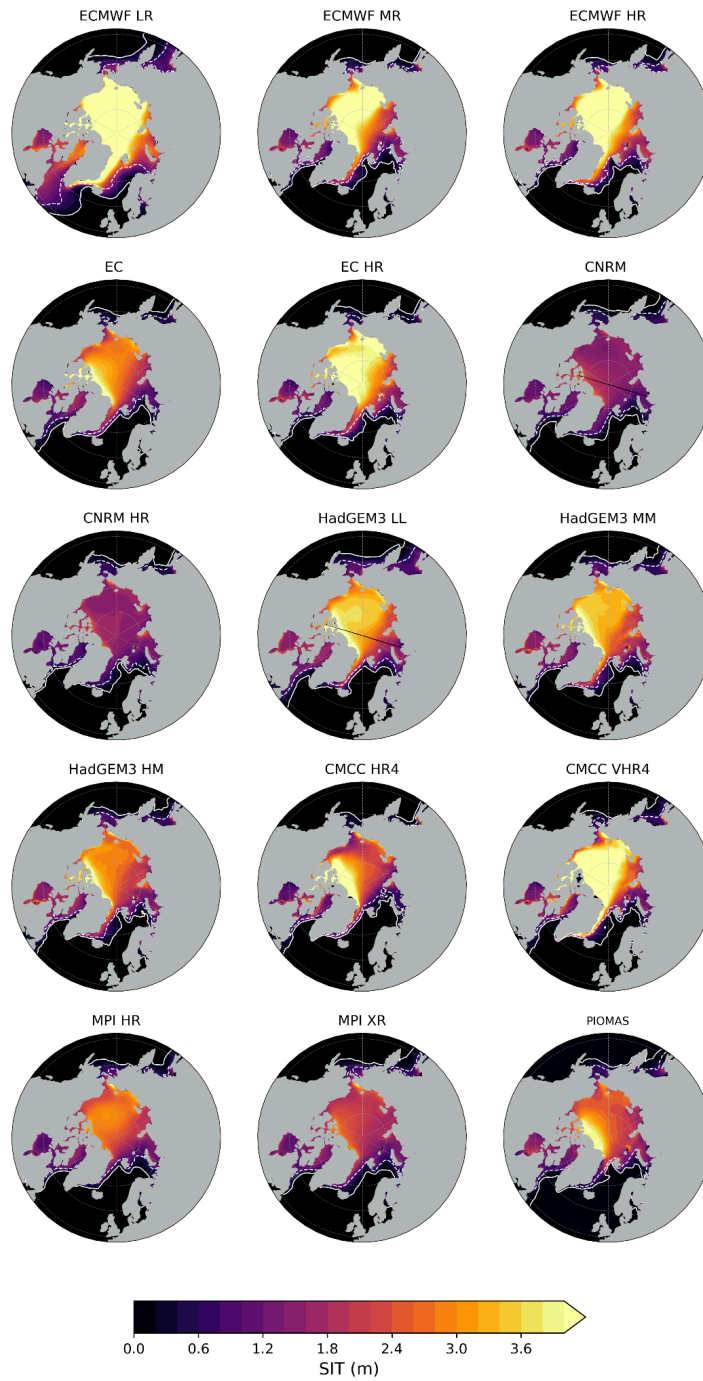 ECMWF LR
ECMWF MR
ECMWF HR
EC
EC HR
CNRM
CNRM HR
HadGEM3 LL
HadGEM3 MM
HadGEM3 HM
CMCC HR4
CMCC VHR4
MPI HR
MPI XR
PIOMAS
0.0 0.6 1.2 1.8 2.4 3.0 3.6
SIT (m)